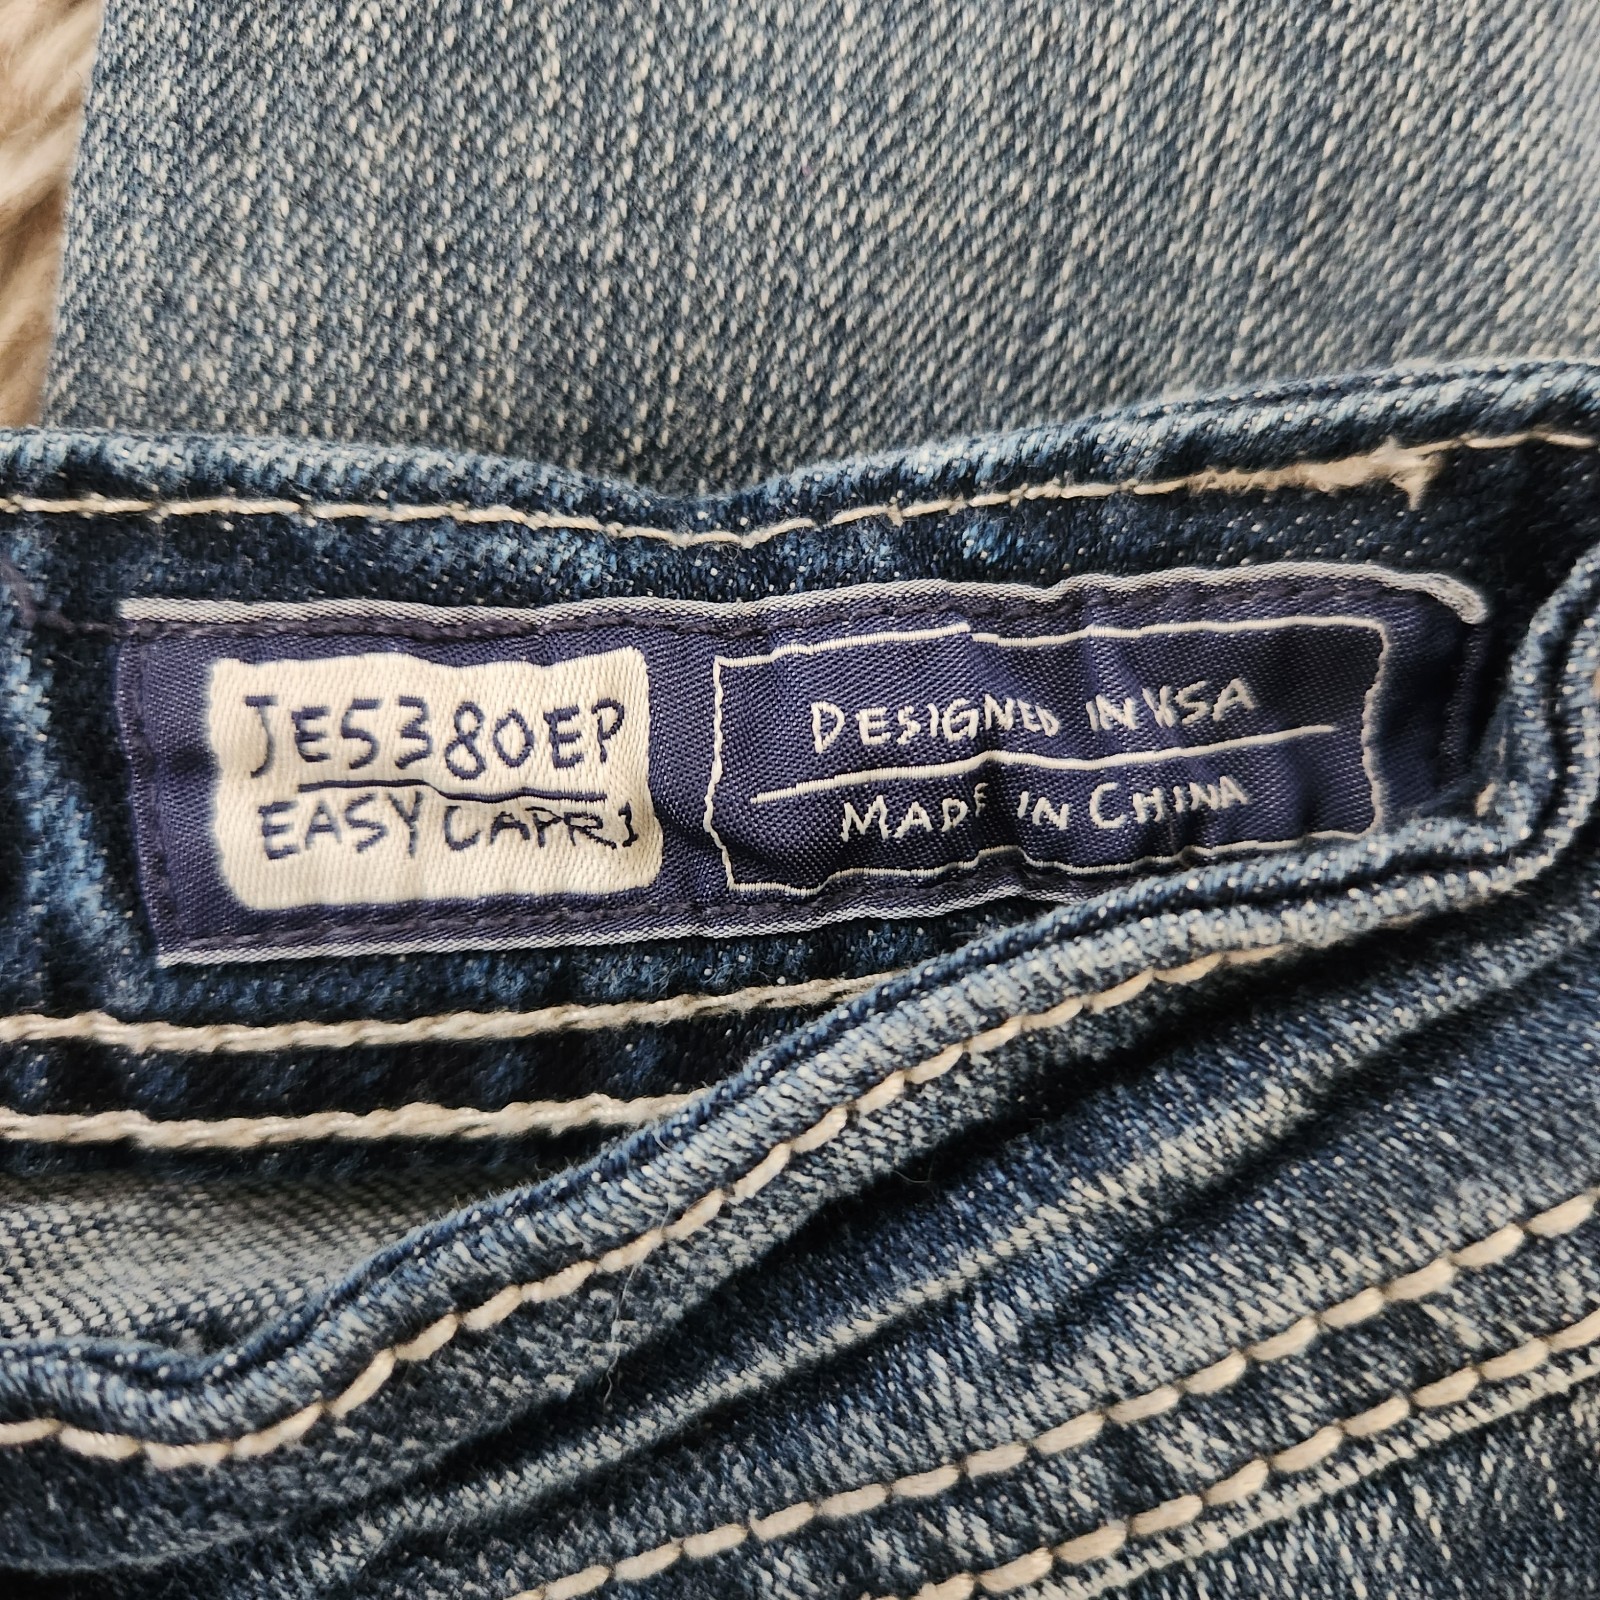 JE5380EP
EASY CAPRI
DESIGNED IN USA
MADE IN CHINA